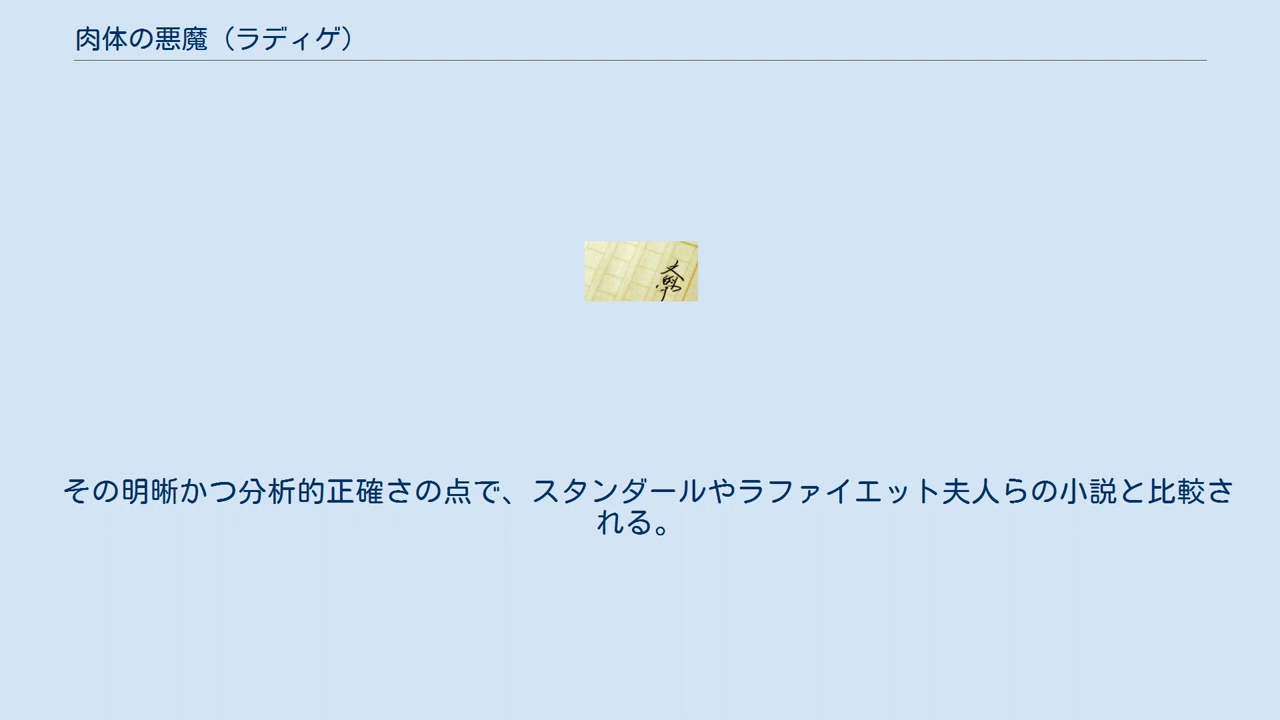 肉体の悪魔（ラディゲ）
その明晰かつ分析的正確さの点で、スタンダールやラファイエット夫人らの小説と比較さ
れる。